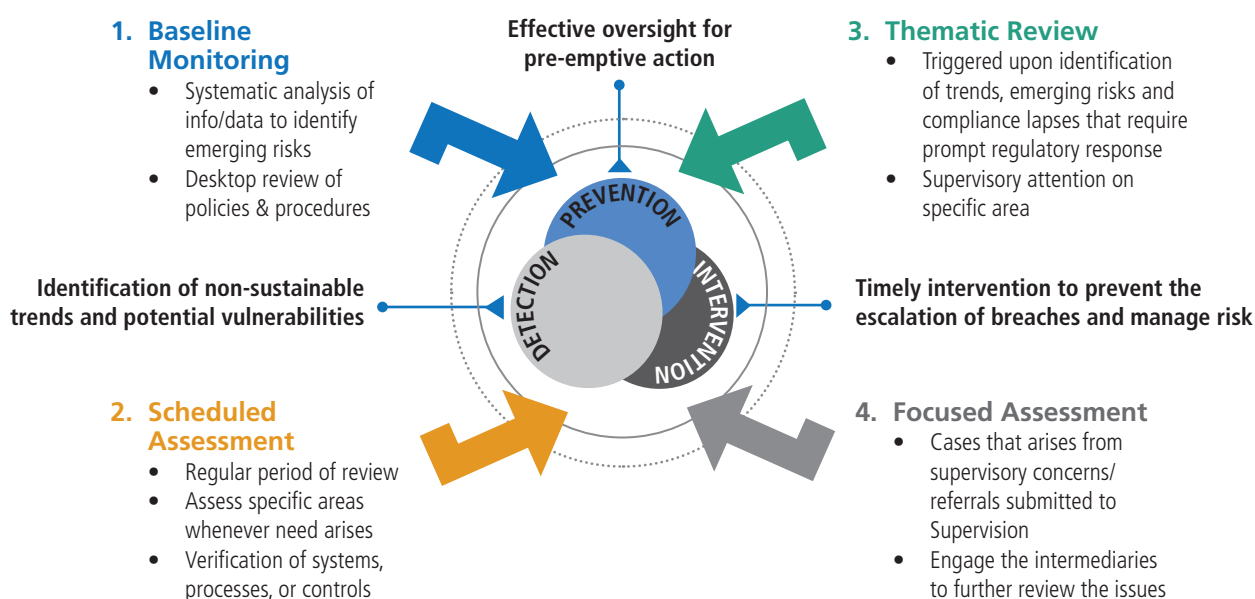 1. Baseline
Monitoring
• Systematic analysis of
info/data to identify
emerging risks
• Desktop review of
policies & procedures
Effective oversight for
pre-emptive action
3. Thematic Review
• Triggered upon identification
of trends, emerging risks and
compliance lapses that require
prompt regulatory response
• Supervisory attention on
specific area
PREVENTION
DETECTION
INTERVENTION
Identification of non-sustainable
trends and potential vulnerabilities
Timely intervention to prevent the
escalation of breaches and manage risk
2. Scheduled
Assessment
• Regular period of review
• Assess specific areas
whenever need arises
• Verification of systems,
processes, or controls
4. Focused Assessment
• Cases that arises from
supervisory concerns/
referrals submitted to
Supervision
• Engage the intermediaries
to further review the issues